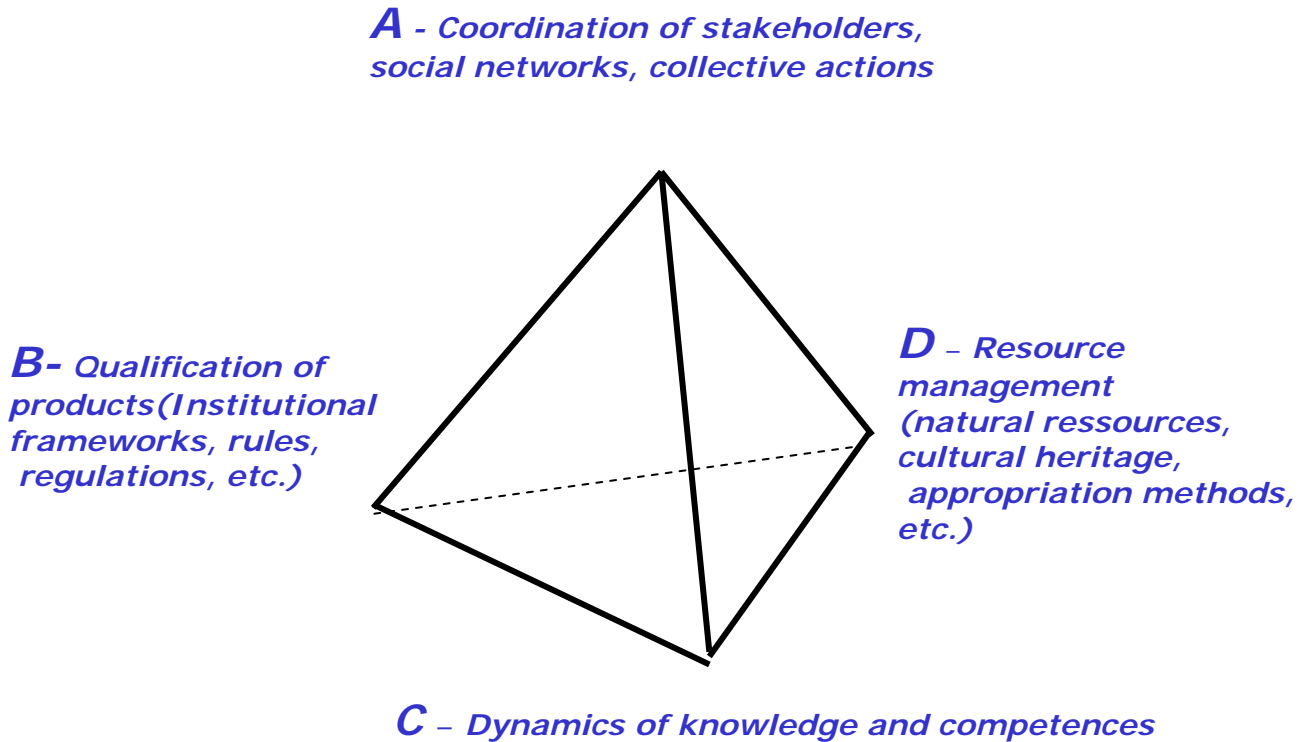 A - Coordination of stakeholders,
social networks, collective actions
B- Qualification of
products(Institutional
frameworks, rules,
regulations, etc.)
D – Resource
management
(natural ressources,
cultural heritage,
appropriation methods,
etc.)
C – Dynamics of knowledge and competences